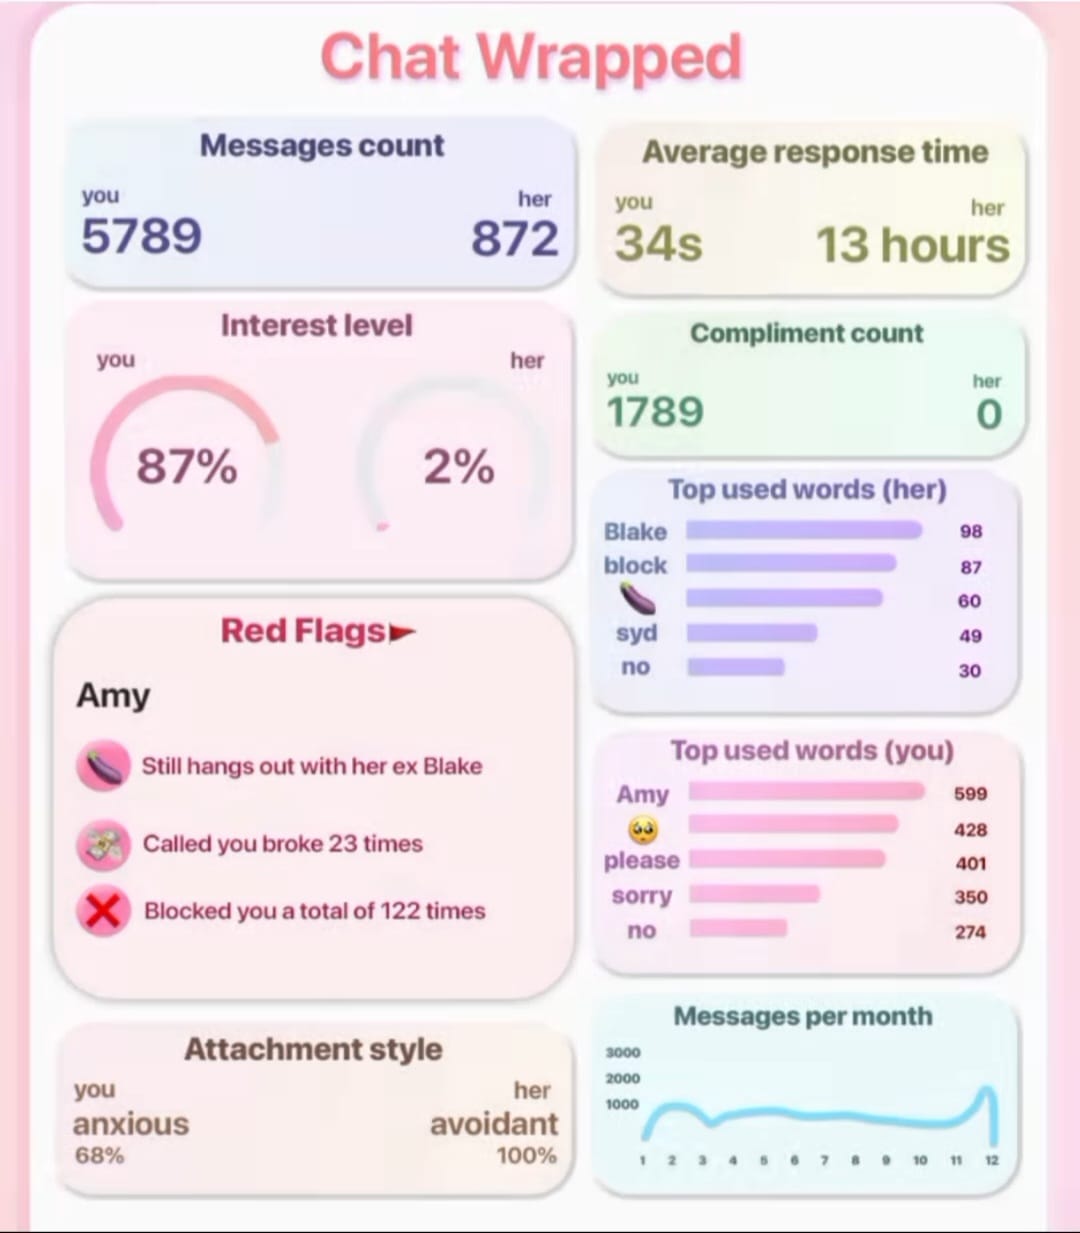 Chat Wrapped
Messages count
you her
5789 872
Average response time
you her
34s 13 hours
Interest level
you her
87% 2%
Compliment count
you her
1789 0
Top used words (her)
Blake 98
block 87
🍆 60
syd 49
no 30
Red Flags🚩
Amy
🍆 Still hangs out with her ex Blake
💸 Called you broke 23 times
❌ Blocked you a total of 122 times
Top used words (you)
Amy 599
🥺 428
please 401
sorry 350
no 274
Attachment style
you her
anxious avoidant
68% 100%
Messages per month
3000
2000
1000
1 2 3 4 5 6 7 8 9 10 11 12